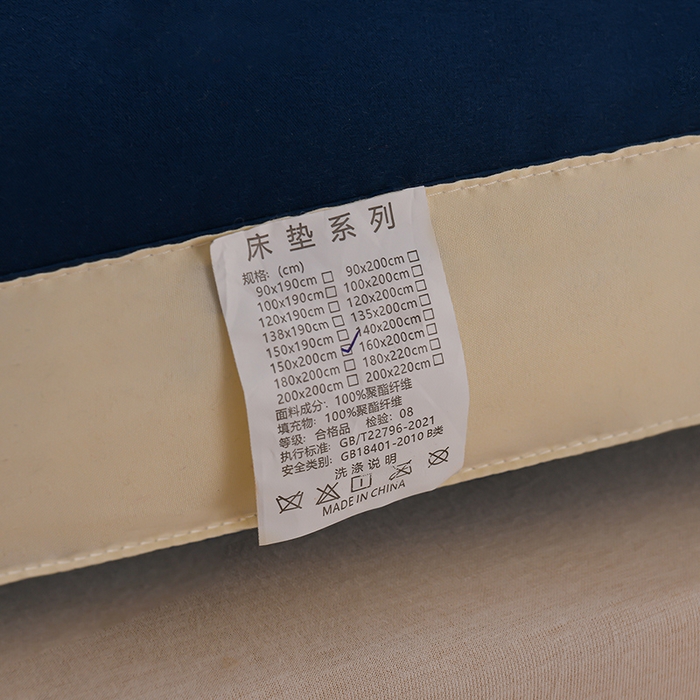 床垫系列
规格: (cm)
90x190cm□ 90x200cm□
100x190cm□ 100x200cm□
120x190cm□ 120x200cm□
138x190cm□ 135x200cm□
150x190cm□ 140x200cm□
150x200cm☑ 160x200cm□
180x200cm□ 180x220cm□
200x200cm□ 200x220cm□
面料成分: 100%聚酯纤维
填充物: 100%聚酯纤维
等级: 合格品 检验: 08
执行标准: GB/T22796-2021
安全类别: GB18401-2010 B类
洗涤说明
MADE IN CHINA